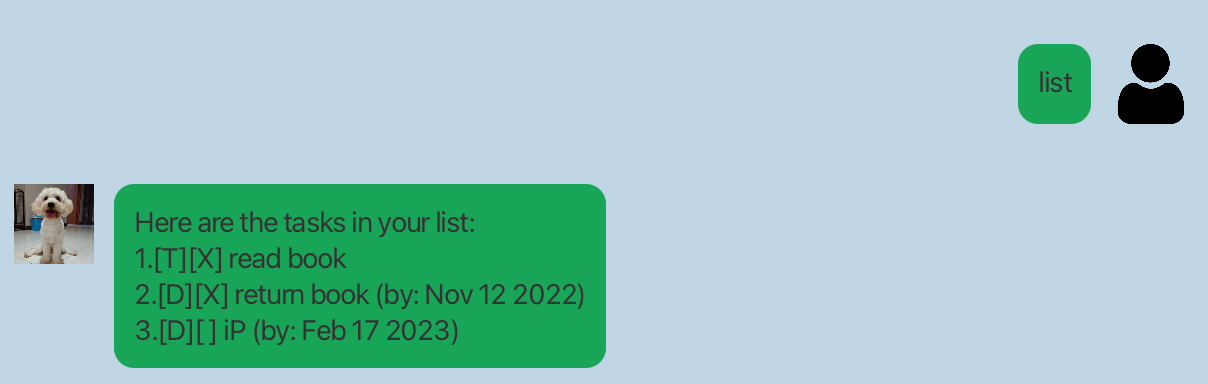 list
Here are the tasks in your list:
1.[T][X] read book
2.[D][X] return book (by: Nov 12 2022)
3.[D][ ] iP (by: Feb 17 2023)